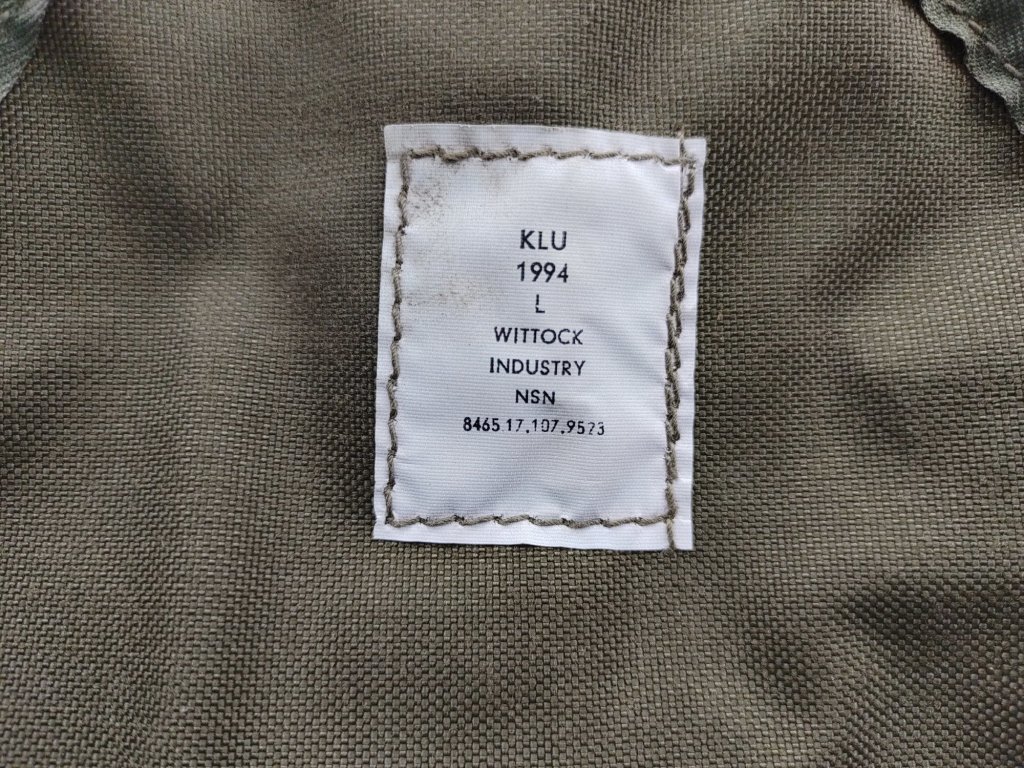 KLU
1994
L
WITTOCK
INDUSTRY
NSN
8465.17.107.9523